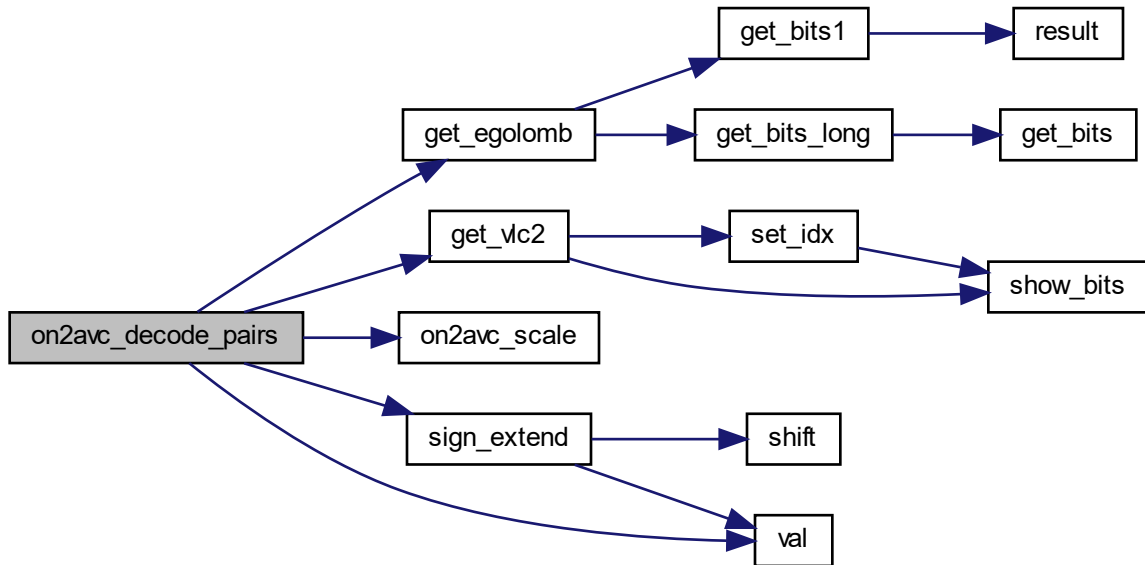 get_bits1
result
get_egolomb
get_bits_long
get_bits
get_vlc2
set_idx
show_bits
on2avc_decode_pairs
on2avc_scale
sign_extend
shift
val